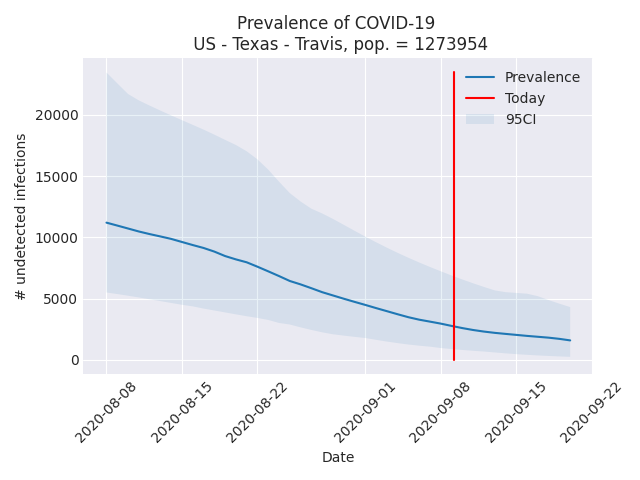 Prevalence of COVID-19
US - Texas - Travis, pop. = 1273954
Prevalence
Today
95CI
# undetected infections
20000
15000
10000
5000
0
2020-08-08
2020-08-15
2020-08-22
2020-09-01
2020-09-08
2020-09-15
2020-09-22
Date